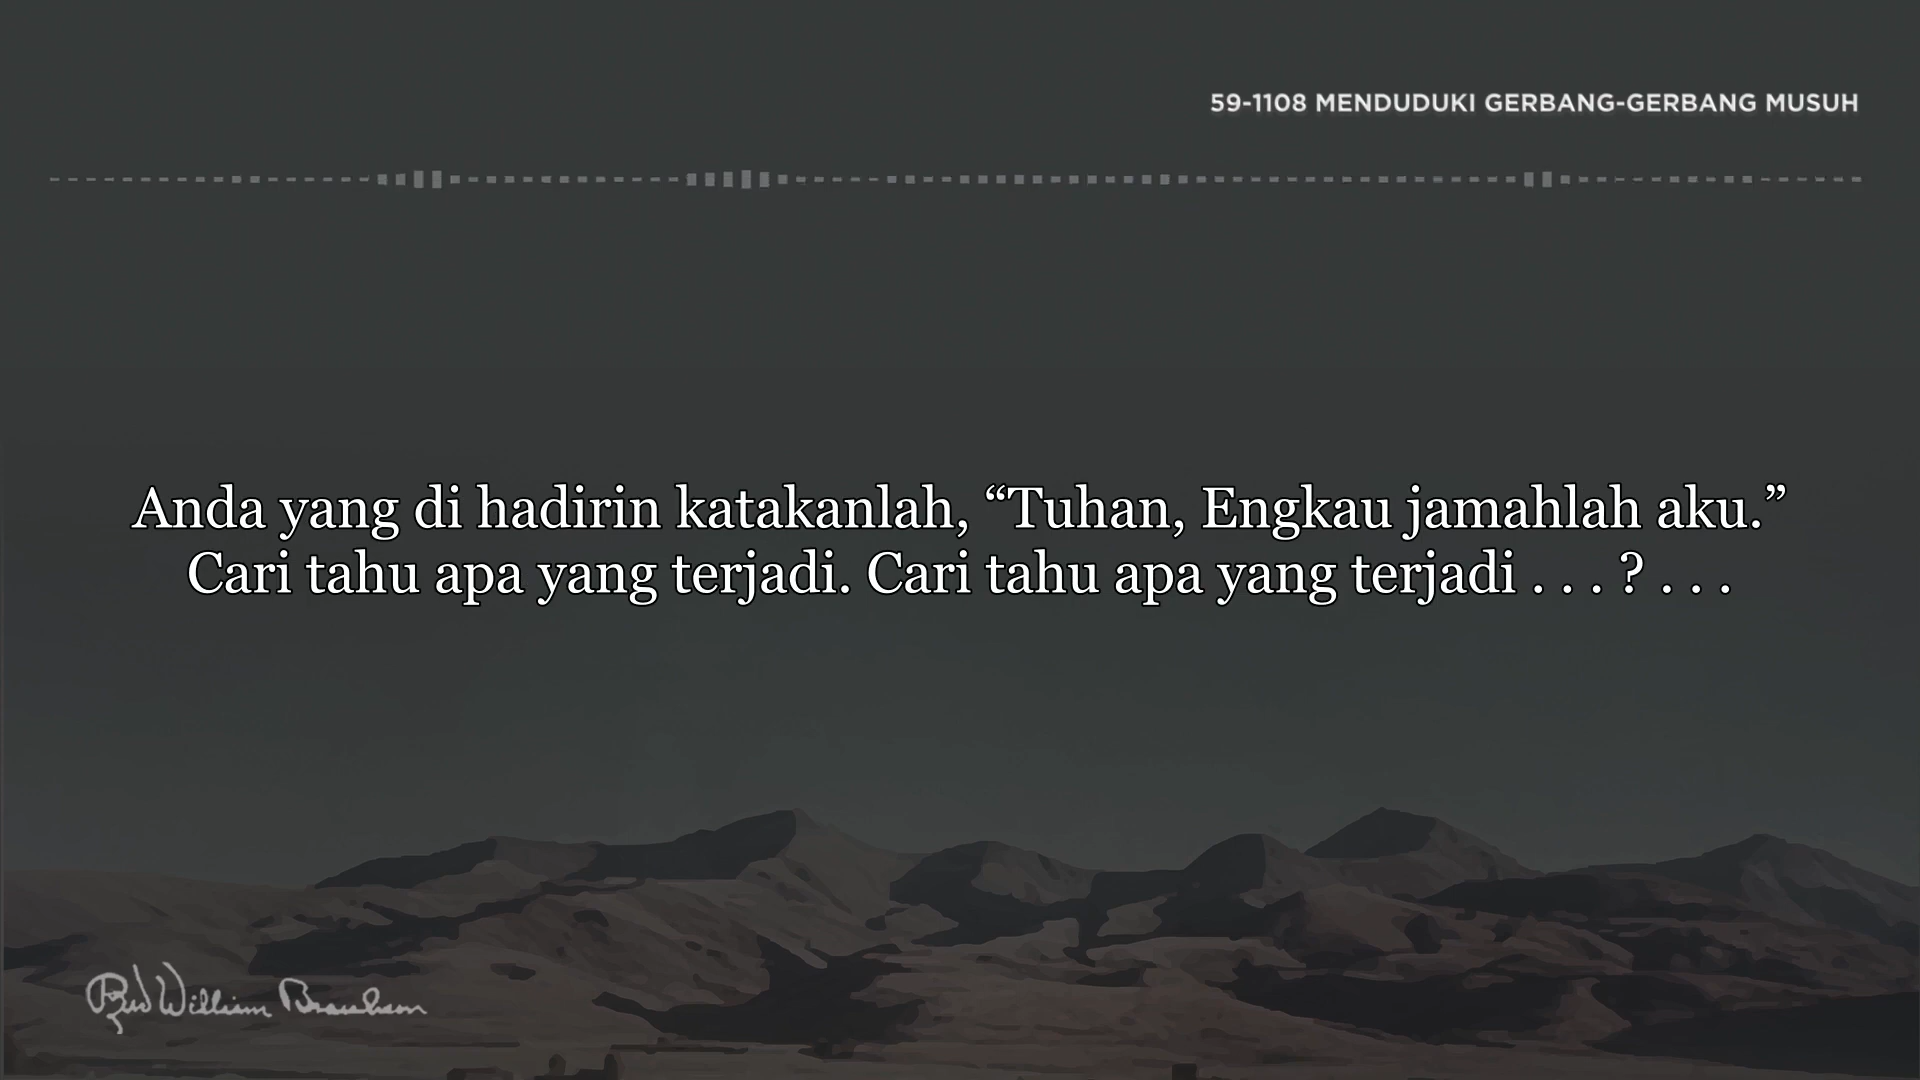 59-1108 MENDUDUKI GERBANG-GERBANG MUSUH
Anda yang di hadirin katakanlah, “Tuhan, Engkau jamahlah aku.”
Cari tahu apa yang terjadi. Cari tahu apa yang terjadi . . . ? . . .
Rev William Branham